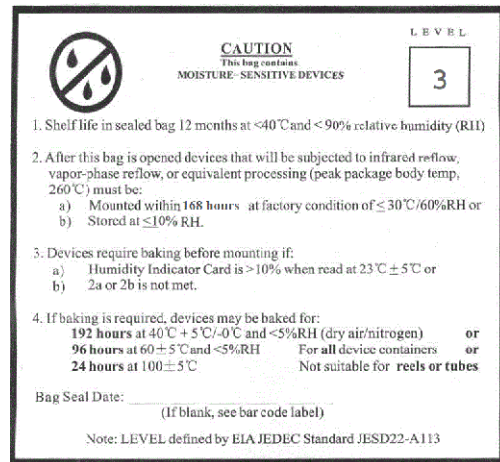 LEVEL
CAUTION
This bag contains
MOISTURE-SENSITIVE DEVICES
3
1. Shelf life in sealed bag 12 months at <40℃and < 90% relative humidity (RH)
2. After this bag is opened devices that will be subjected to infrared reflow,
vapor-phase reflow, or equivalent processing (peak package body temp,
260℃) must be:
a) Mounted within 168 hours at factory condition of ≤ 30℃/60%RH or
b) Stored at ≤10% RH.
3. Devices require baking before mounting if:
a) Humidity Indicator Card is >10% when read at 23℃±5℃ or
b) 2a or 2b is not met.
4. If baking is required, devices may be baked for:
192 hours at 40℃ + 5℃/-0℃ and <5%RH (dry air/nitrogen) or
96 hours at 60±5℃and <5%RH For all device containers or
24 hours at 100±5℃ Not suitable for reels or tubes
Bag Seal Date:
(If blank, see bar code label)
Note: LEVEL defined by EIA JEDEC Standard JESD22-A113